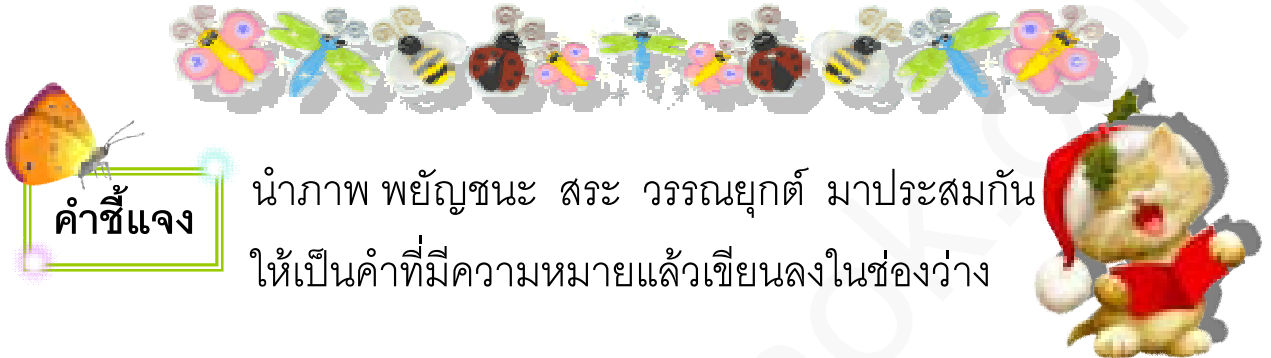 คำชี้แจง
นำภาพ พยัญชนะ สระ วรรณยุกต์ มาประสมกัน
ให้เป็นคำที่มีความหมายแล้วเขียนลงในช่องว่าง